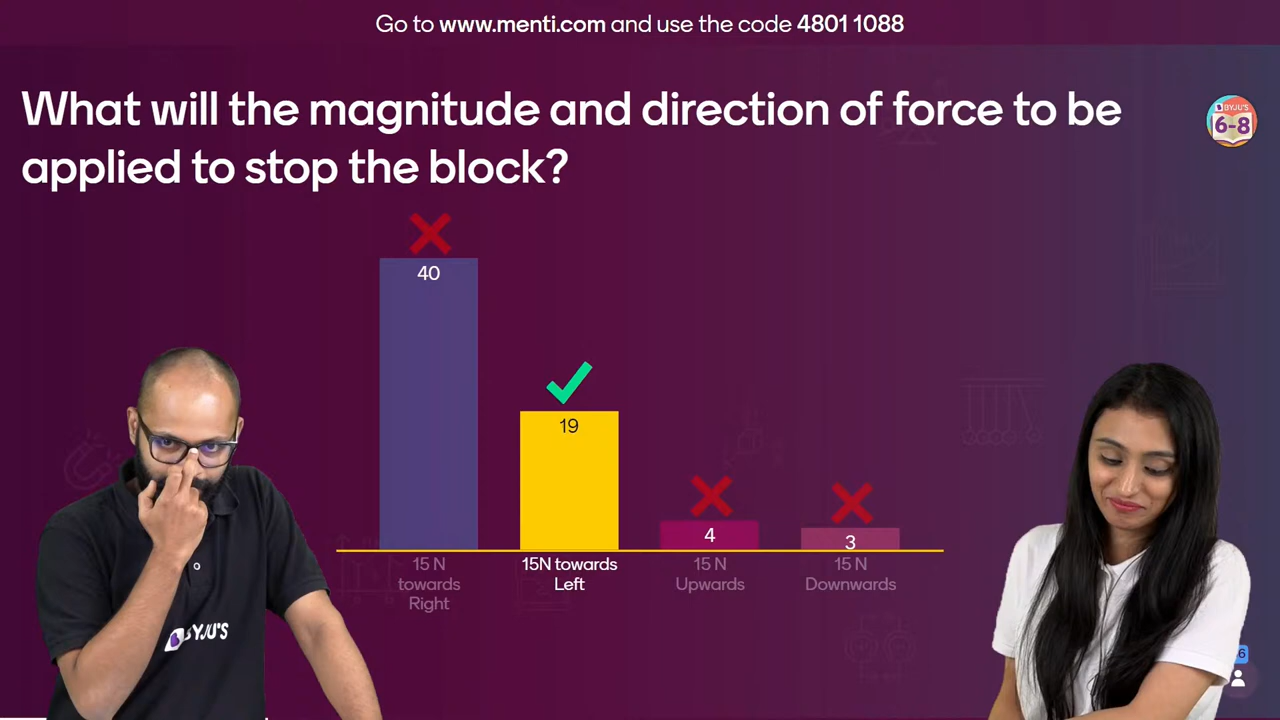 Go to www.menti.com and use the code 4801 1088
What will the magnitude and direction of force to be
applied to stop the block?
BYJU'S
6-8
40
19
4
3
15 N
towards
Right
15N towards
Left
15 N
Upwards
15 N
Downwards
BYJU'S